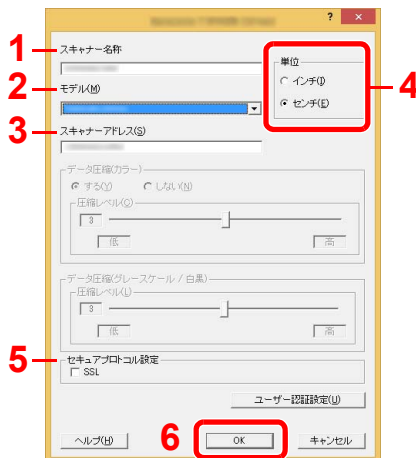 ? ×
1 スキャナー名称
単位
インチ(I)
センチ(E)
4
2 モデル(M)
3 スキャナーアドレス(S)
データ圧縮(カラー)
する(Y) しない(N)
圧縮レベル(C)
3
低 高
データ圧縮(グレースケール / 白黒)
圧縮レベル(L)
3
低 高
5 セキュアプロトコル設定
SSL
ユーザー認証設定(U)
ヘルプ(H) 6 OK キャンセル